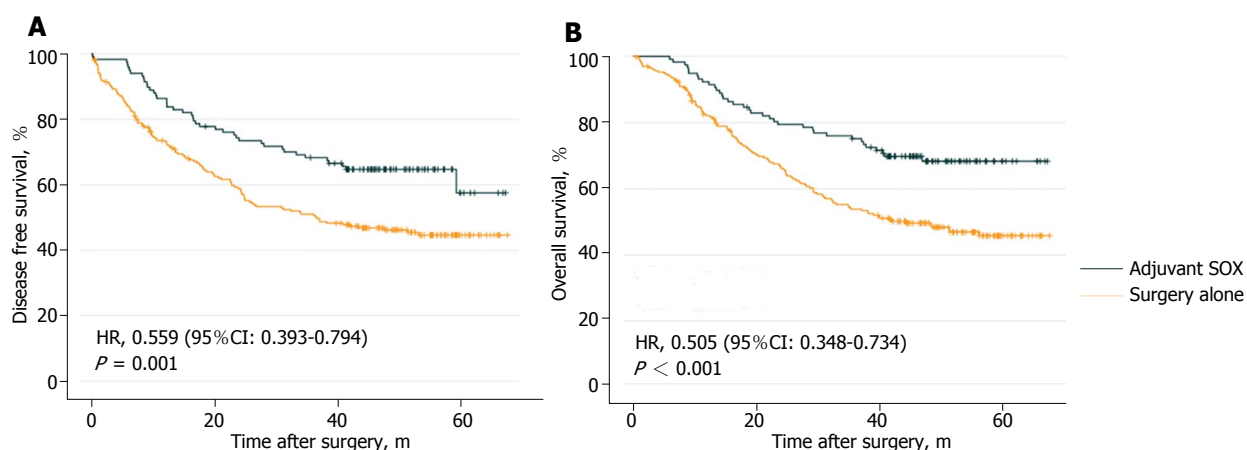 A
100
80
60
40
20
0
Disease free survival, %
HR, 0.559 (95%CI: 0.393-0.794)
P = 0.001
0 20 40 60
Time after surgery, m
B
100
80
60
40
20
0
Overall survival, %
HR, 0.505 (95%CI: 0.348-0.734)
P < 0.001
0 20 40 60
Time after surgery, m
Adjuvant SOX
Surgery alone